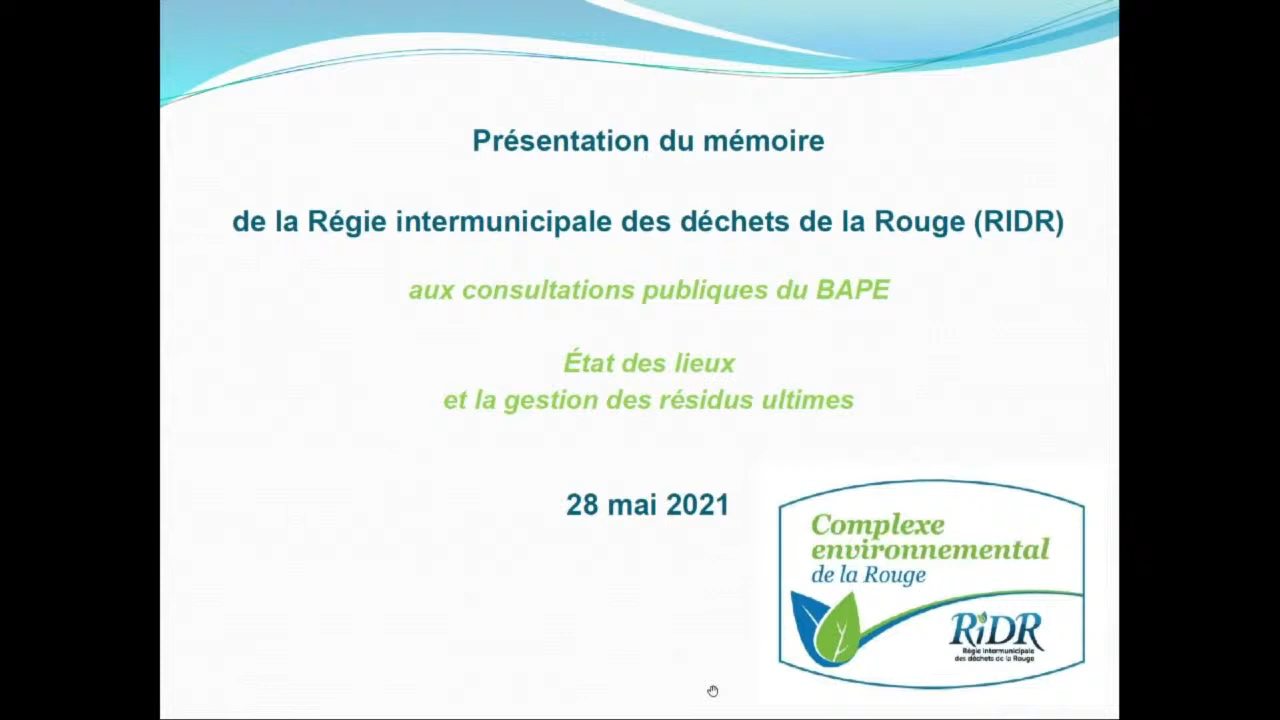 Présentation du mémoire
de la Régie intermunicipale des déchets de la Rouge (RIDR)
aux consultations publiques du BAPE
État des lieux
et la gestion des résidus ultimes
28 mai 2021
Complexe
environnemental
de la Rouge
RiDR
Régie intermunicipale
des déchets de la Rouge